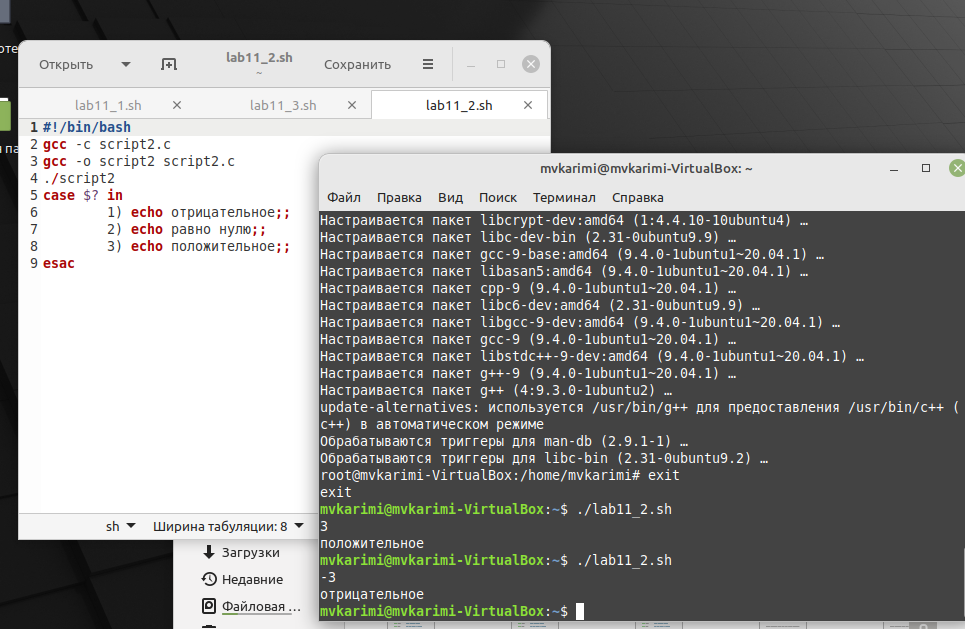 Открыть
lab11_2.sh
~
Сохранить
lab11_1.sh
lab11_3.sh
lab11_2.sh
1 #!/bin/bash
2 gcc -c script2.c
3 gcc -o script2 script2.c
4 ./script2
5 case $? in
6 1) echo отрицательное;;
7 2) echo равно нулю;;
8 3) echo положительное;;
9 esac
sh
Ширина табуляции: 8
Загрузки
Недавние
Файловая ...
mvkarimi@mvkarimi-VirtualBox: ~
Файл Правка Вид Поиск Терминал Справка
Настраивается пакет libcrypt-dev:amd64 (1:4.4.10-10ubuntu4) …
Настраивается пакет libc-dev-bin (2.31-0ubuntu9.9) …
Настраивается пакет gcc-9-base:amd64 (9.4.0-1ubuntu1~20.04.1) …
Настраивается пакет libasan5:amd64 (9.4.0-1ubuntu1~20.04.1) …
Настраивается пакет cpp-9 (9.4.0-1ubuntu1~20.04.1) …
Настраивается пакет libc6-dev:amd64 (2.31-0ubuntu9.9) …
Настраивается пакет libgcc-9-dev:amd64 (9.4.0-1ubuntu1~20.04.1) …
Настраивается пакет gcc-9 (9.4.0-1ubuntu1~20.04.1) …
Настраивается пакет libstdc++-9-dev:amd64 (9.4.0-1ubuntu1~20.04.1) …
Настраивается пакет g++-9 (9.4.0-1ubuntu1~20.04.1) …
Настраивается пакет g++ (4:9.3.0-1ubuntu2) …
update-alternatives: используется /usr/bin/g++ для предоставления /usr/bin/c++ (
c++) в автоматическом режиме
Обрабатываются триггеры для man-db (2.9.1-1) …
Обрабатываются триггеры для libc-bin (2.31-0ubuntu9.2) …
root@mvkarimi-VirtualBox:/home/mvkarimi# exit
exit
mvkarimi@mvkarimi-VirtualBox:~$ ./lab11_2.sh
3
положительное
mvkarimi@mvkarimi-VirtualBox:~$ ./lab11_2.sh
-3
отрицательное
mvkarimi@mvkarimi-VirtualBox:~$